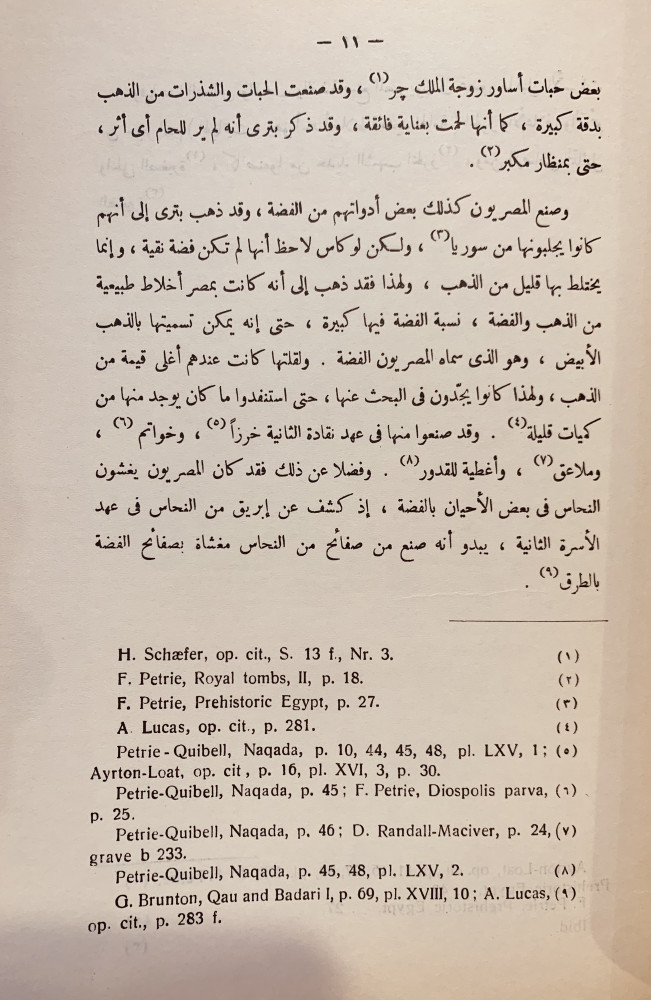 — ١١ —
بعض حبات أساور زوجة الملك چر(١) ، وقد صنعت الحبات والشذرات من الذهب
بدقة كبيرة ، كما أنها لحمت بعناية فائقة ، وقد ذكر بترى أنه لم ير للحام أى أثر ،
حتى بمنظار مكبر(٢) .
وصنع المصريون كذلك بعض أدواتهم من الفضة ، وقد ذهب بترى إلى أنهم
كانوا يجلبونها من سوريا(٣) ، ولكن لوكاس لاحظ أنها لم تكن فضة نقية ، وإنما
يختلط بها قليل من الذهب ، ولهذا فقد ذهب إلى أنه كانت بمصر أخلاط طبيعية
من الذهب والفضة ، نسبة الفضة فيها كبيرة ، حتى إنه يمكن تسميتها بالذهب
الأبيض ، وهو الذى سماه المصريون الفضة . ولقلتها كانت عندهم أغلى قيمة من
الذهب ، ولهذا كانوا يجدّون فى البحث عنها ، حتى استنفدوا ما كان يوجد منها من
كميات قليلة(٤) . وقد صنعوا منها فى عهد نقادة الثانية خرزاً(٥) ، وخواتم(٦) ،
وملاعق(٧) ، وأغطية للقدور(٨) . وفضلا عن ذلك فقد كان المصريون يغشون
النحاس فى بعض الأحيان بالفضة ، إذ كشف عن إبريق من النحاس فى عهد
الأسرة الثانية ، يبدو أنه صنع من صفائح من النحاس مغشاة بصفائح الفضة
بالطرق(٩) .
H. Schæfer, op. cit., S. 13 f., Nr. 3. (١)
F. Petrie, Royal tombs, II, p. 18. (٢)
F. Petrie, Prehistoric Egypt, p. 27. (٣)
A. Lucas, op. cit., p. 281. (٤)
Petrie-Quibell, Naqada, p. 10, 44, 45, 48, pl. LXV, 1; (٥)
Ayrton-Loat, op. cit, p. 16, pl. XVI, 3, p. 30.
Petrie-Quibell, Naqada, p. 45; F. Petrie, Diospolis parva, (٦)
p. 25.
Petrie-Quibell, Naqada, p. 46; D. Randall-Maciver, p. 24, (٧)
grave b 233.
Petrie-Quibell, Naqada, p. 45, 48, pl. LXV, 2. (٨)
G. Brunton, Qau and Badari I, p. 69, pl. XVIII, 10; A. Lucas, (٩)
op. cit., p. 283 f.